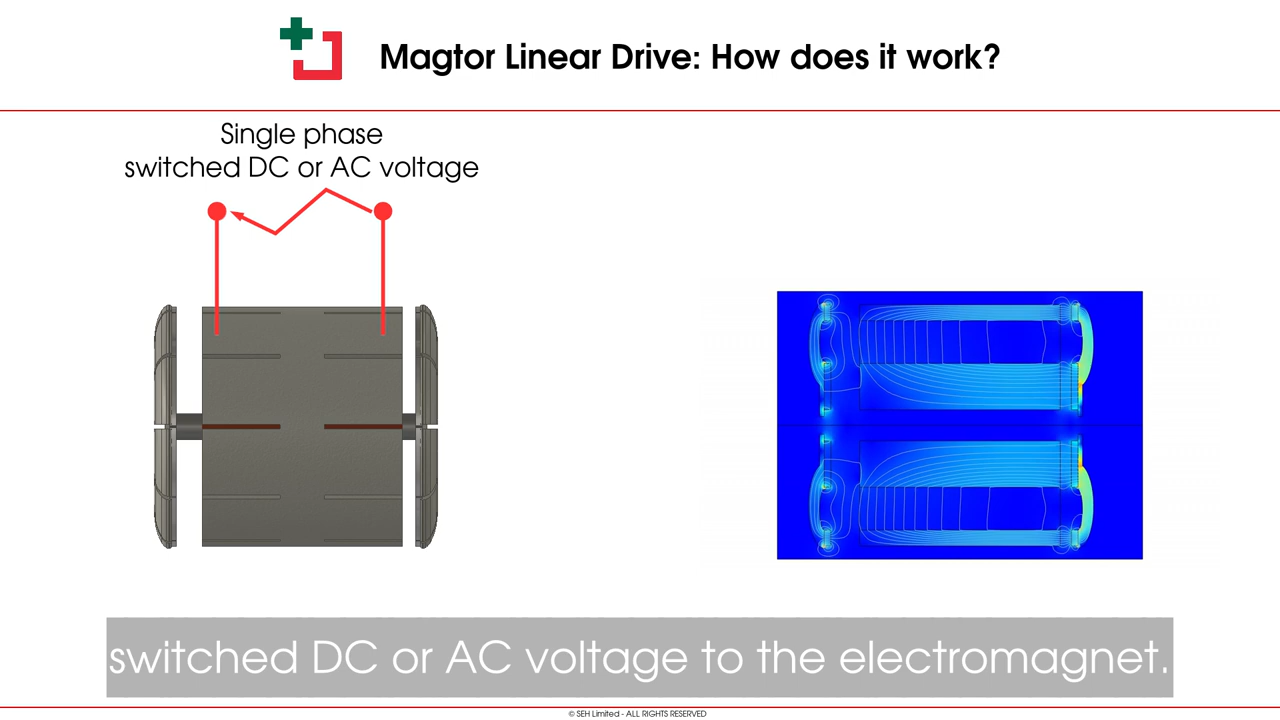 Magtor Linear Drive: How does it work?
Single phase
switched DC or AC voltage
switched DC or AC voltage to the electromagnet.
© SEH Limited - ALL RIGHTS RESERVED